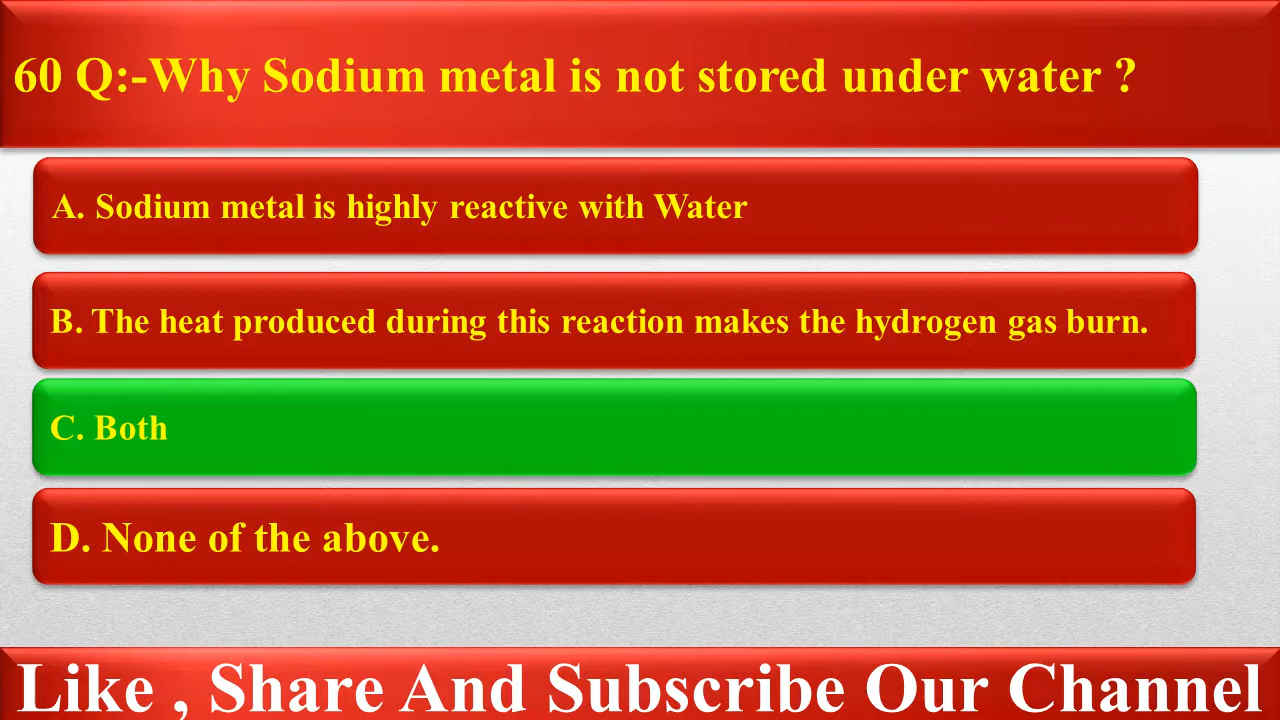 60 Q:-Why Sodium metal is not stored under water ?
A. Sodium metal is highly reactive with Water
B. The heat produced during this reaction makes the hydrogen gas burn.
C. Both
D. None of the above.
Like , Share And Subscribe Our Channel